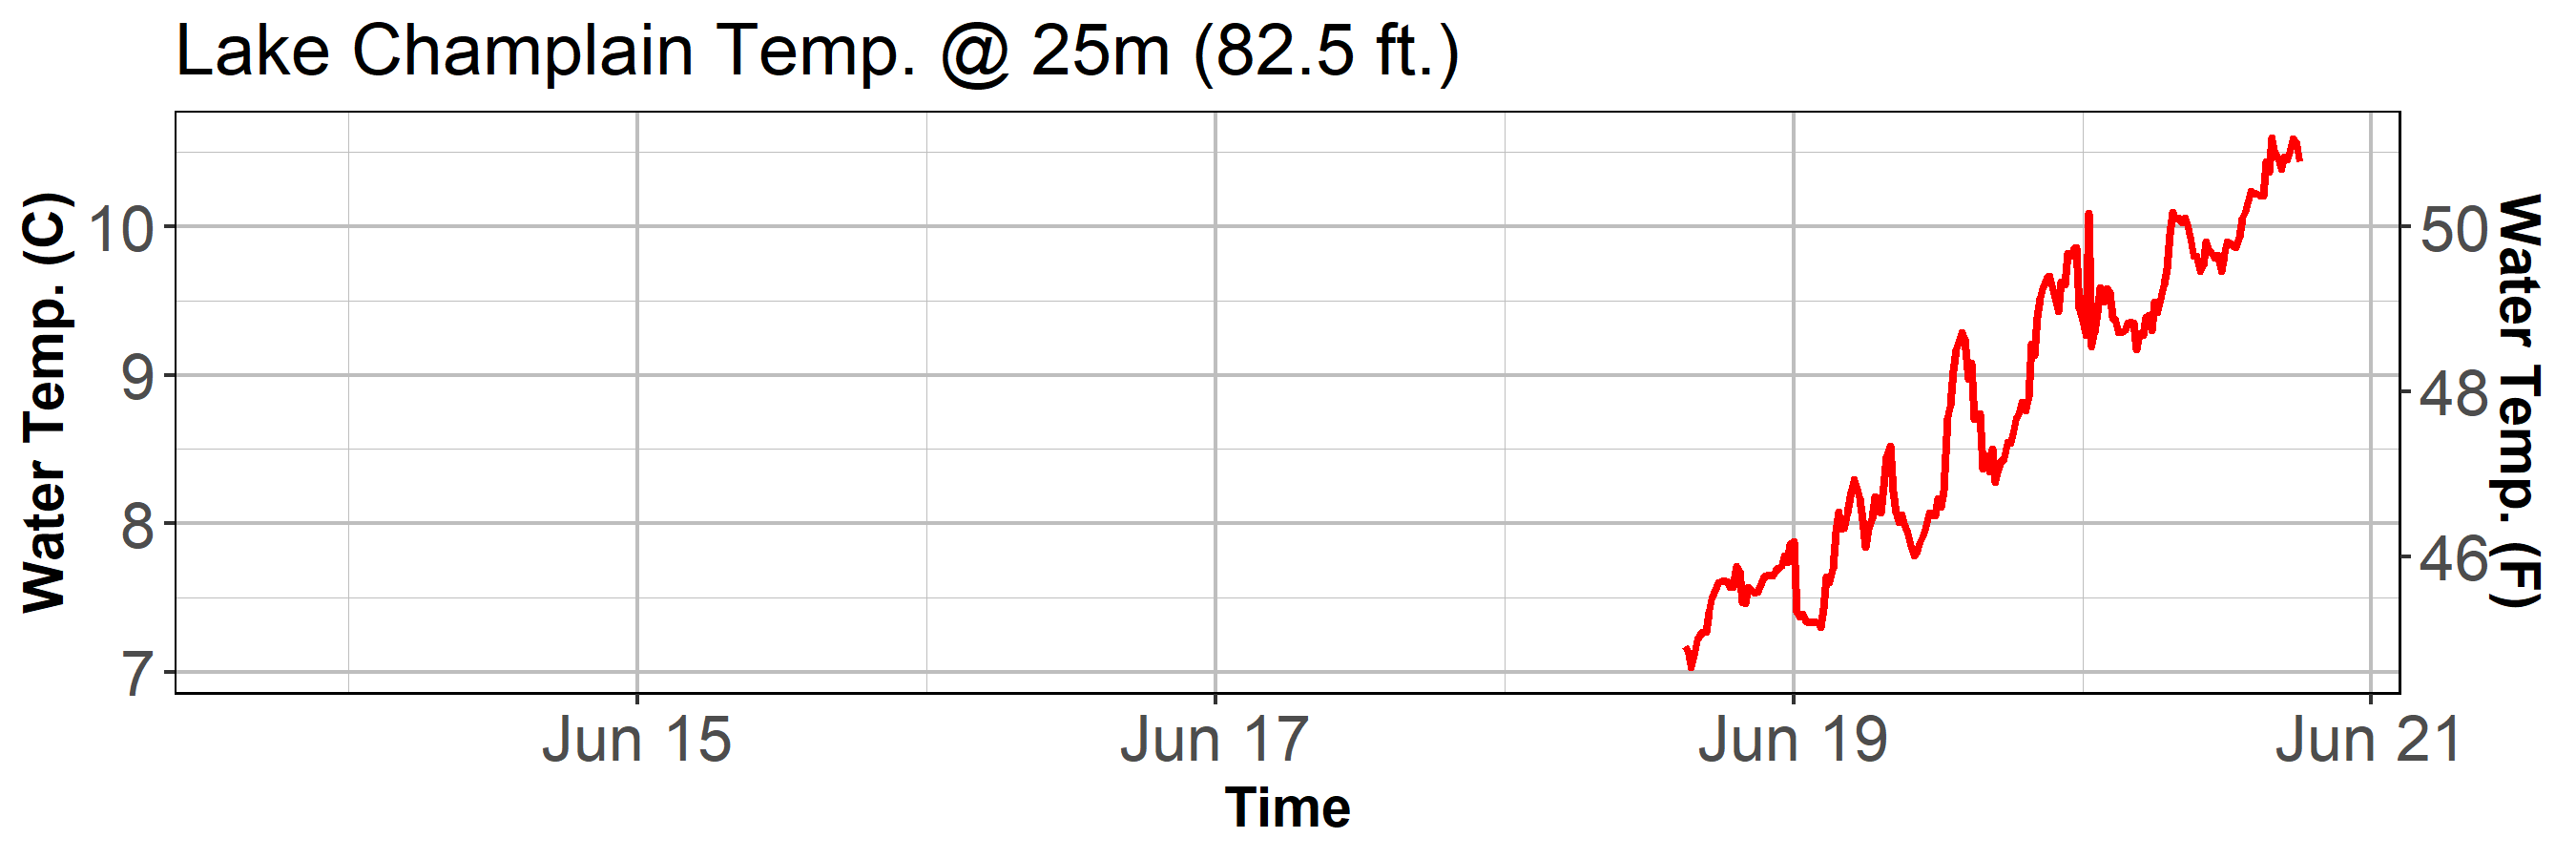 Lake Champlain Temp. @ 25m (82.5 ft.)
Water Temp. (C)
10
9
8
7
50
48
46
Water Temp. (F)
Jun 15
Jun 17
Jun 19
Jun 21
Time